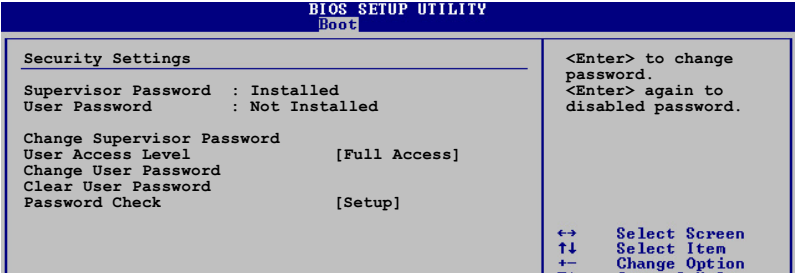 BIOS SETUP UTILITY
Boot
Security Settings
Supervisor Password : Installed
User Password : Not Installed
Change Supervisor Password
User Access Level [Full Access]
Change User Password
Clear User Password
Password Check [Setup]
<Enter> to change
password.
<Enter> again to
disabled password.
←→ Select Screen
↑↓ Select Item
+- Change Option